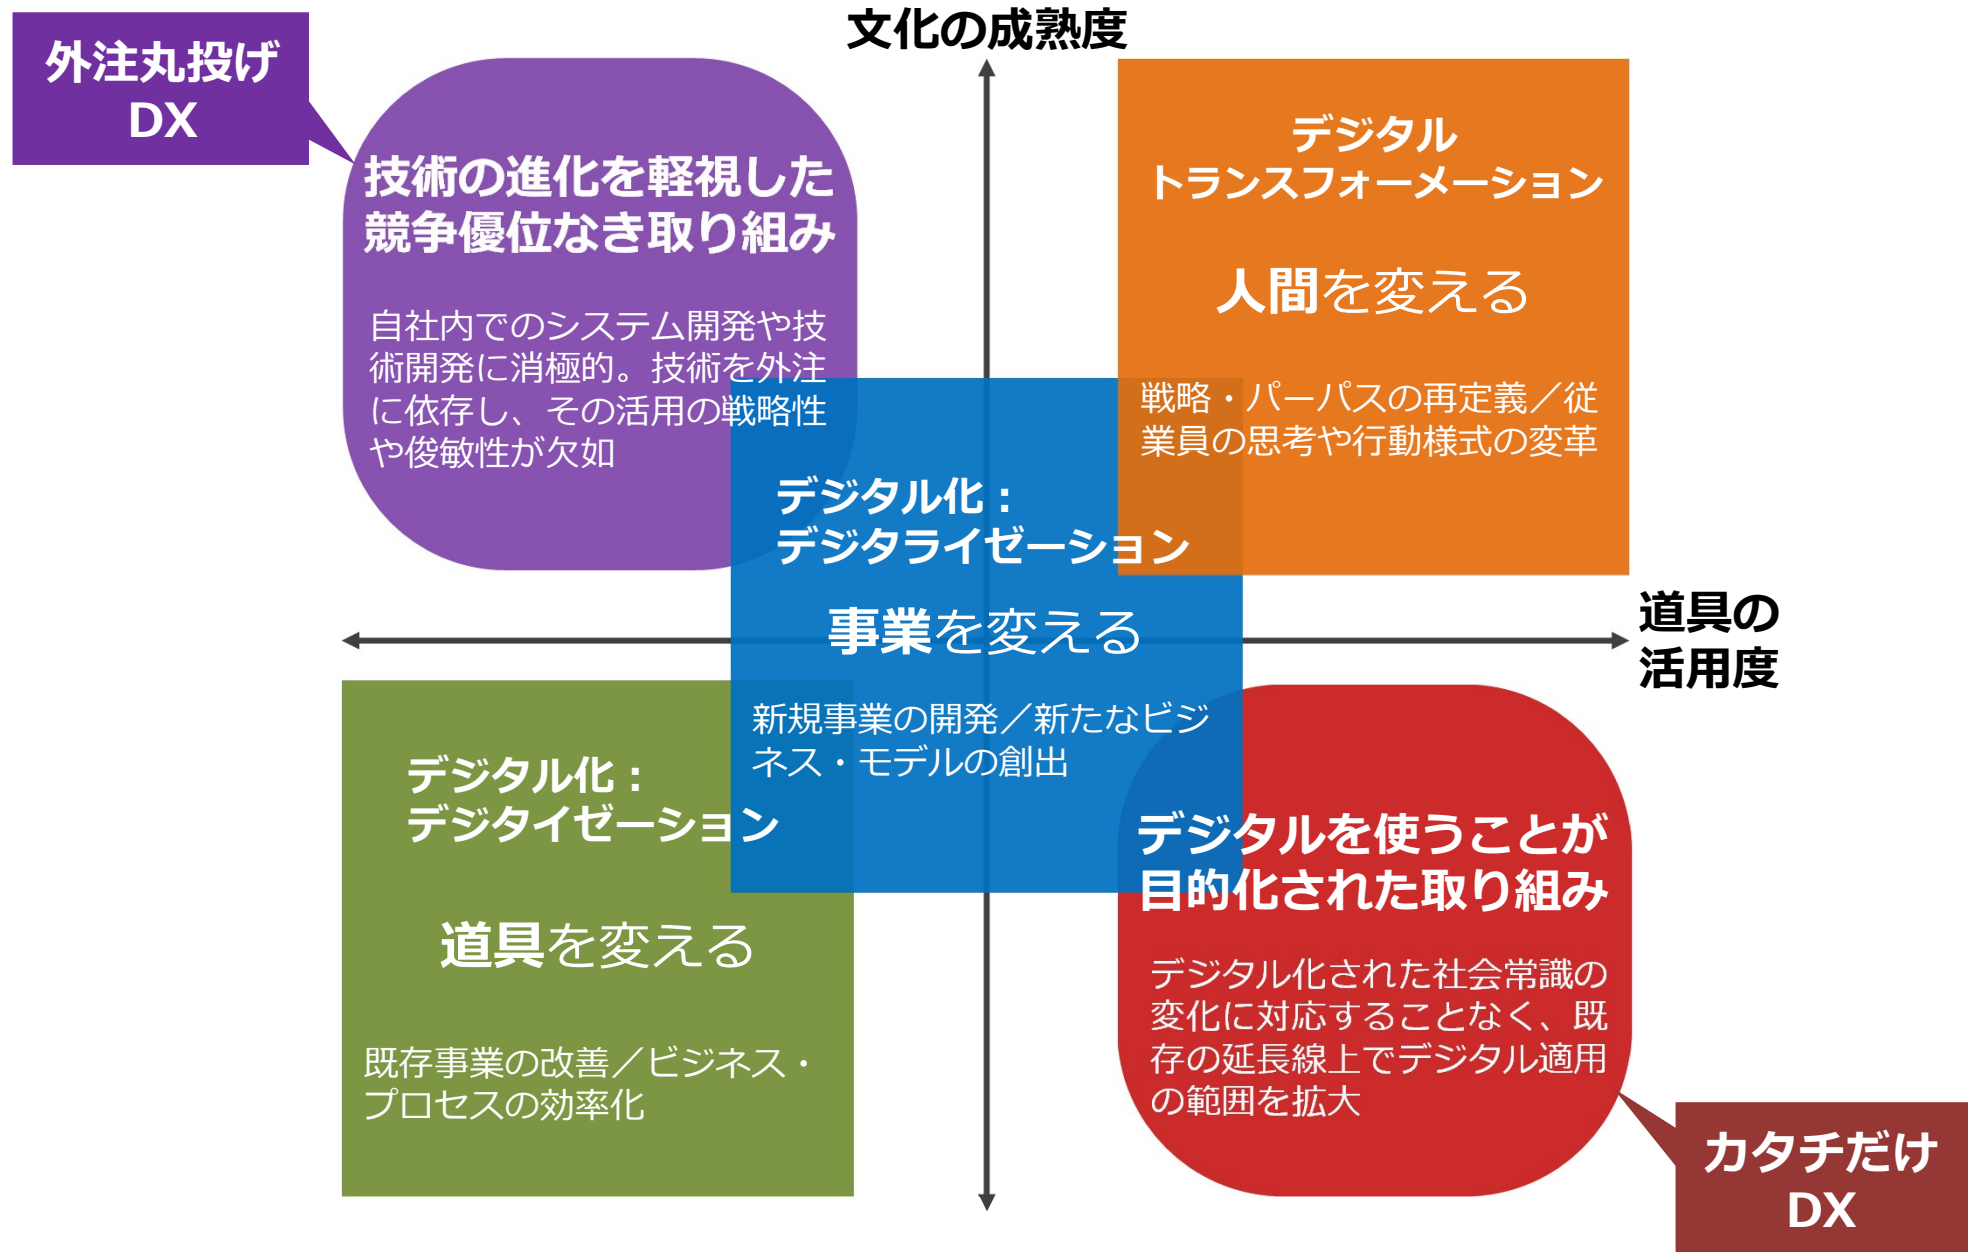 文化の成熟度
外注丸投げ
DX
技術の進化を軽視した
競争優位なき取り組み
自社内でのシステム開発や技
術開発に消極的。技術を外注
に依存し、その活用の戦略性
や俊敏性が欠如
デジタル
トランスフォーメーション
人間を変える
戦略・パーパスの再定義／従
業員の思考や行動様式の変革
デジタル化：
デジタライゼーション
事業を変える
新規事業の開発／新たなビジ
ネス・モデルの創出
道具の
活用度
デジタル化：
デジタイゼーション
道具を変える
既存事業の改善／ビジネス・
プロセスの効率化
デジタルを使うことが
目的化された取り組み
デジタル化された社会常識の
変化に対応することなく、既
存の延長線上でデジタル適用
の範囲を拡大
カタチだけ
DX